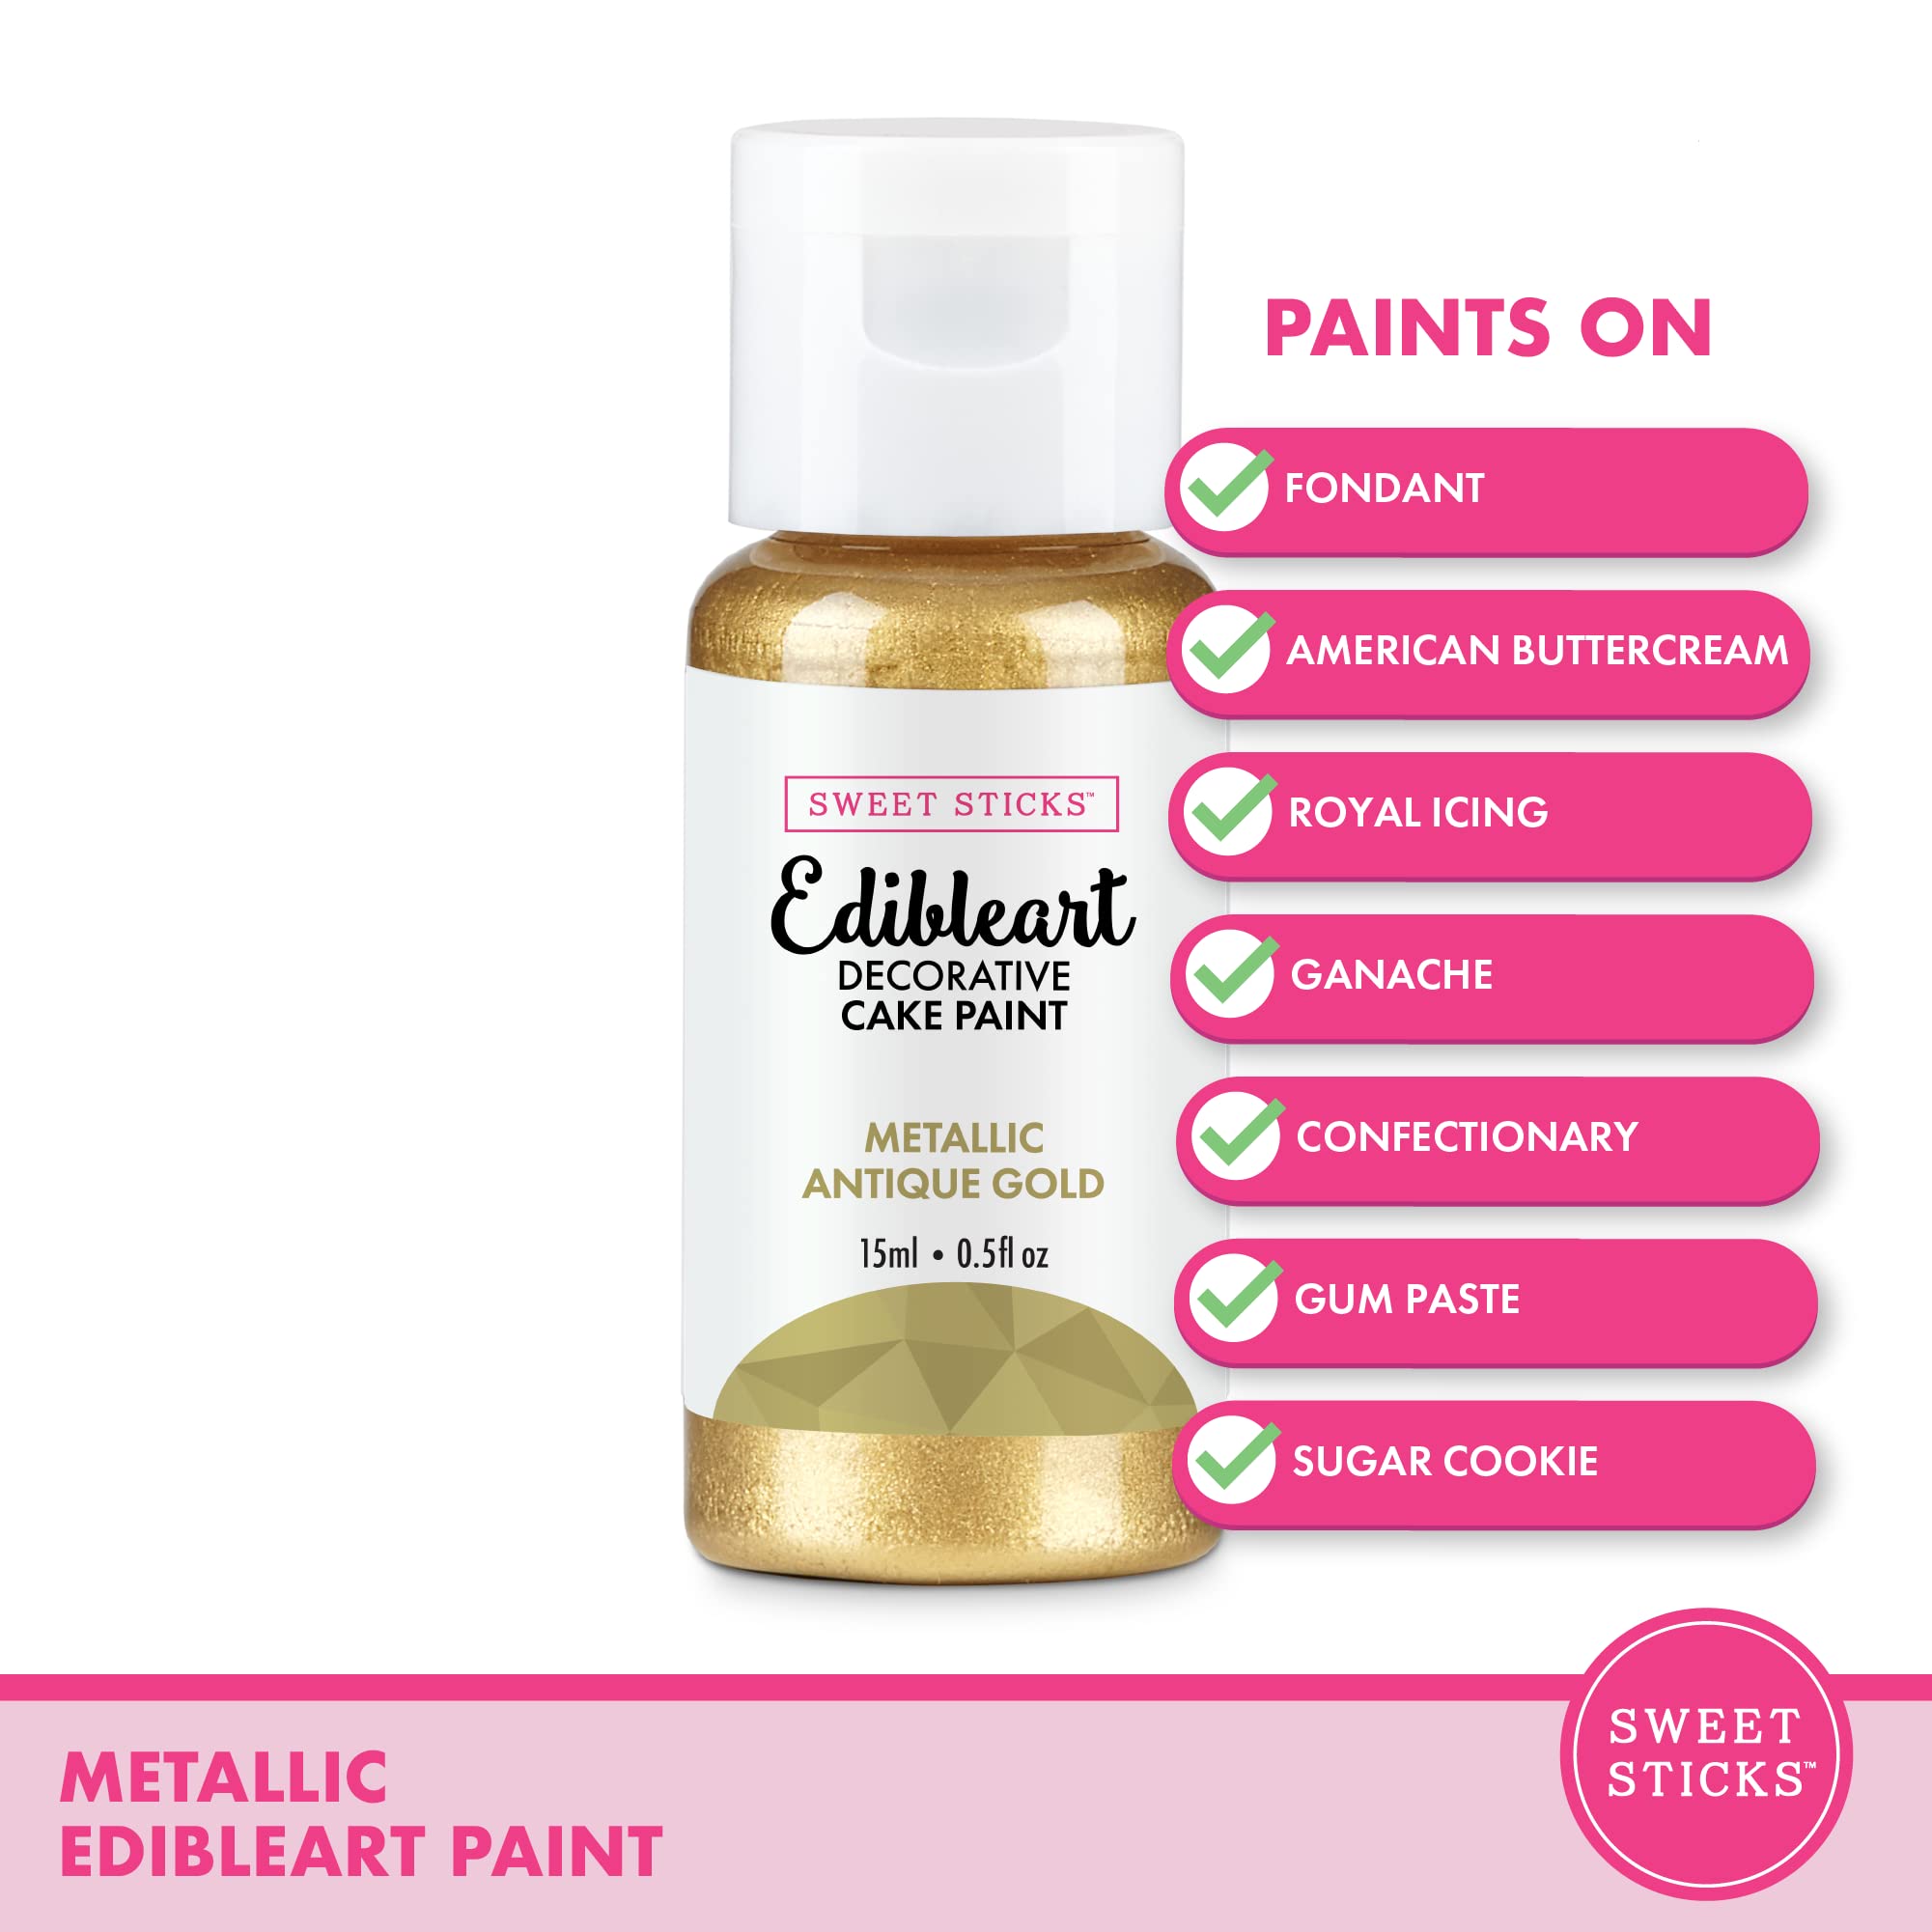 PAINTS ON
FONDANT
AMERICAN BUTTERCREAM
ROYAL ICING
GANACHE
CONFECTIONARY
GUM PASTE
SUGAR COOKIE
SWEET STICKS™
Edibleart
DECORATIVE
CAKE PAINT
METALLIC
ANTIQUE GOLD
15ml • 0.5fl oz
METALLIC
EDIBLEART PAINT
SWEET
STICKS™